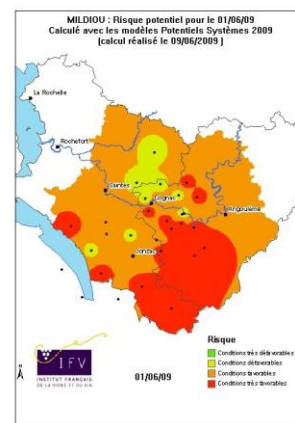 MILDIOU : Risque potentiel pour le 01/06/09
Calculé avec les modèles Potentiels Systèmes 2009
(calcul réalisé le 09/06/2009 )
La Rochelle
Rochefort
Saintes
Cognac
Angoulême
Jonzac
Risque
Conditions très défavorables
Conditions défavorables
Conditions favorables
Conditions très favorables
IFV
INSTITUT FRANÇAIS
DE LA VIGNE ET DU VIN
01/06/09
N